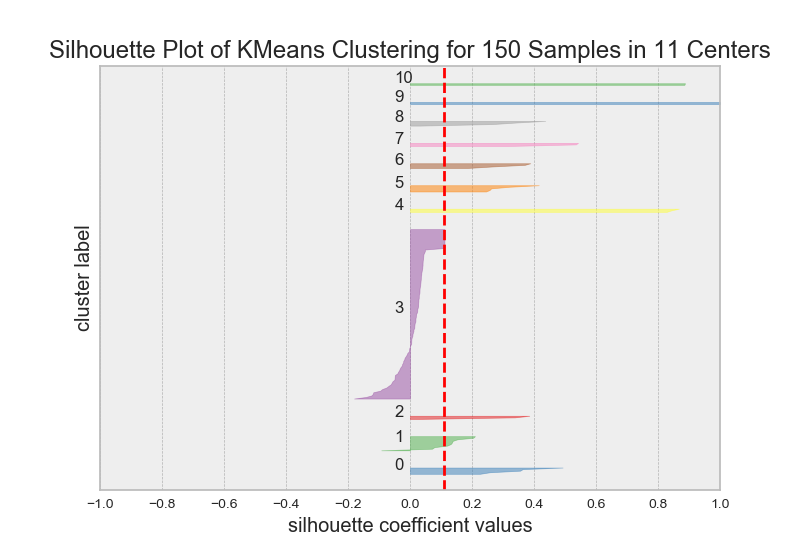 Silhouette Plot of KMeans Clustering for 150 Samples in 11 Centers
10
9
8
7
6
5
4
3
2
1
0
cluster label
−1.0 −0.8 −0.6 −0.4 −0.2 0.0 0.2 0.4 0.6 0.8 1.0
silhouette coefficient values